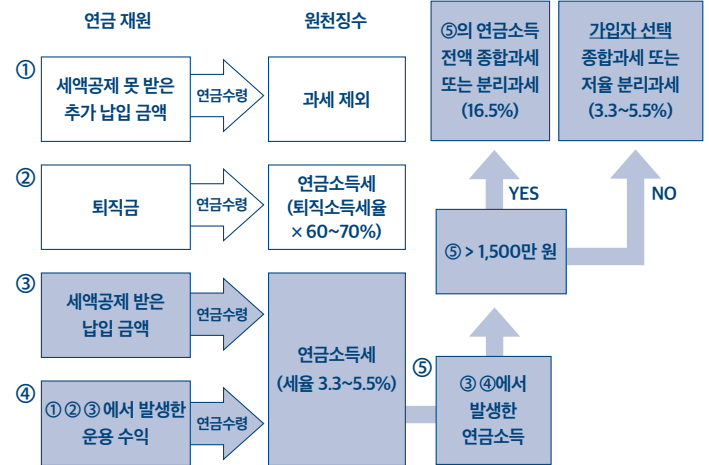 연금 재원
원천징수
①
세액공제 못 받은
추가 납입 금액
연금수령
과세 제외
②
퇴직금
연금수령
연금소득세
(퇴직소득세율
× 60~70%)
③
세액공제 받은
납입 금액
연금수령
④
① ② ③ 에서 발생한
운용 수익
연금수령
연금소득세
(세율 3.3~5.5%)
⑤
③ ④에서
발생한
연금소득
⑤ > 1,500만 원
YES
NO
⑤의 연금소득
전액 종합과세
또는 분리과세
(16.5%)
가입자 선택
종합과세 또는
저율 분리과세
(3.3~5.5%)